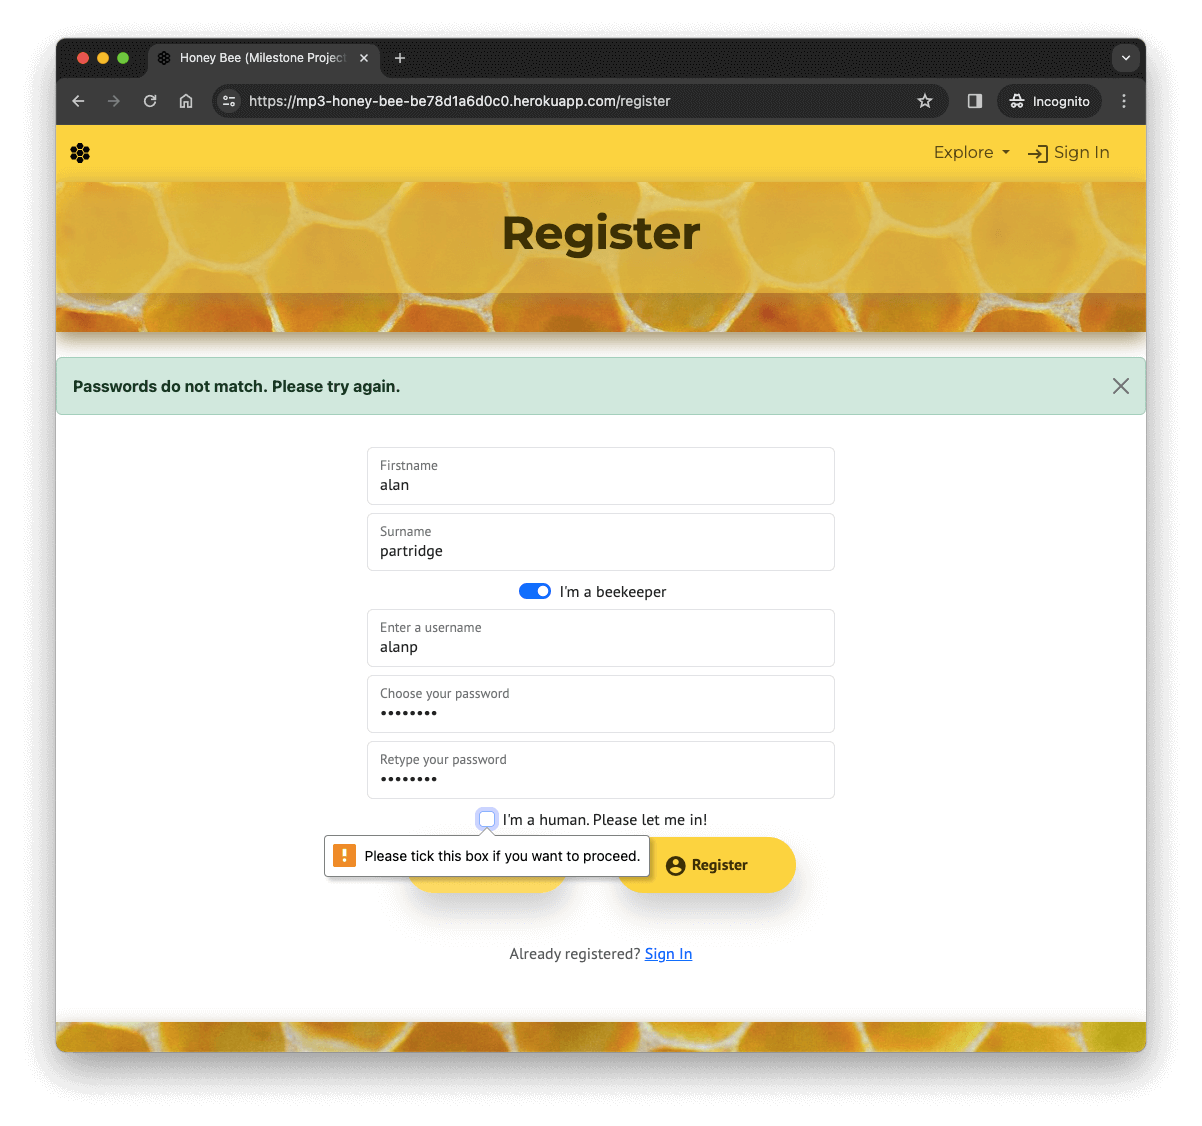 Honey Bee (Milestone Project
https://mp3-honey-bee-be78d1a6d0c0.herokuapp.com/register
Incognito
Explore
Sign In
Register
Passwords do not match. Please try again.
Firstname
alan
Surname
partridge
I'm a beekeeper
Enter a username
alanp
Choose your password
••••••••
Retype your password
••••••••
I'm a human. Please let me in!
Please tick this box if you want to proceed.
Register
Already registered? Sign In